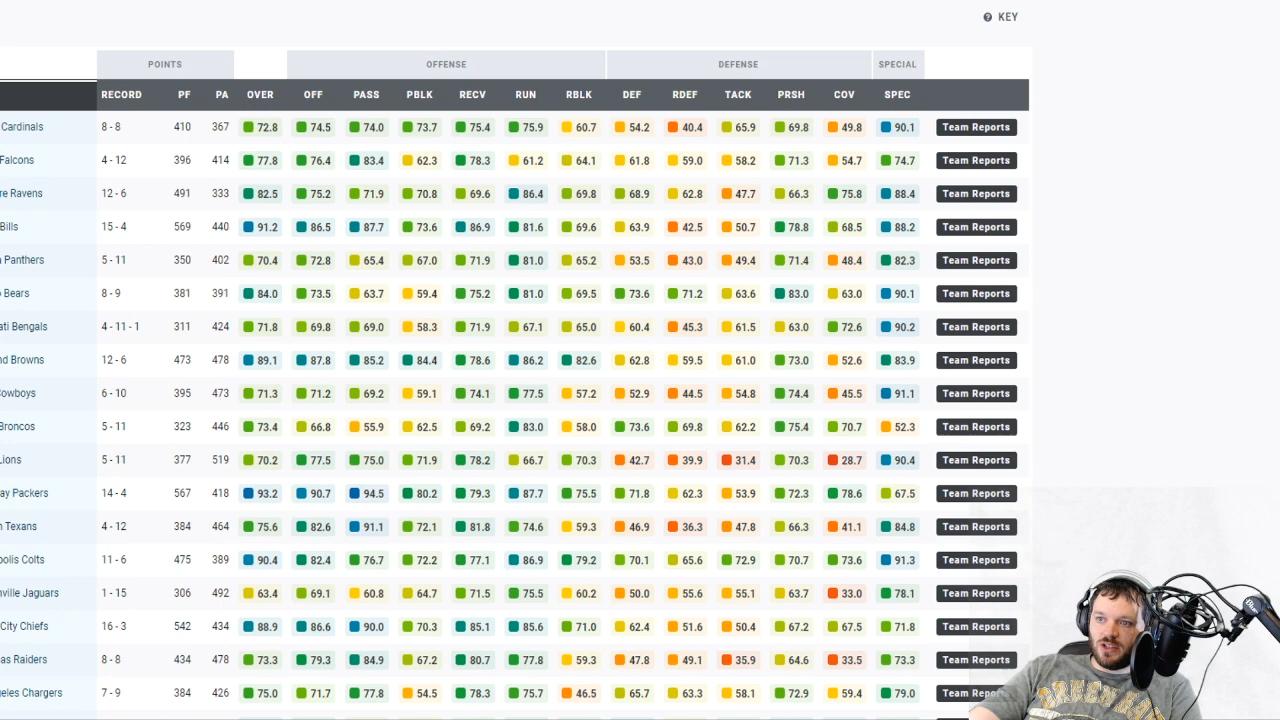 KEY
POINTS OFFENSE DEFENSE SPECIAL
RECORD PF PA OVER OFF PASS PBLK RECV RUN RBLK DEF RDEF TACK PRSH COV SPEC
Cardinals 8 - 8 410 367 72.8 74.5 74.0 73.7 75.4 75.9 60.7 54.2 40.4 65.9 69.8 49.8 90.1 Team Reports
Falcons 4 - 12 396 414 77.8 76.4 83.4 62.3 78.3 61.2 64.1 61.8 59.0 58.2 71.3 54.7 74.7 Team Reports
re Ravens 12 - 6 491 333 82.5 75.2 71.9 70.8 69.6 86.4 69.8 68.9 62.8 47.7 66.3 75.8 88.4 Team Reports
Bills 15 - 4 569 440 91.2 86.5 87.7 73.6 86.9 81.6 69.6 63.9 42.5 50.7 78.8 68.5 88.2 Team Reports
Panthers 5 - 11 350 402 70.4 72.8 65.4 67.0 71.9 81.0 65.2 53.5 43.0 49.4 71.4 48.4 82.3 Team Reports
Bears 8 - 9 381 391 84.0 73.5 63.7 59.4 75.2 81.0 69.5 73.6 71.2 63.6 83.0 63.0 90.1 Team Reports
ati Bengals 4 - 11 - 1 311 424 71.8 69.8 69.0 58.3 71.9 67.1 65.0 60.4 45.3 61.5 63.0 72.6 90.2 Team Reports
nd Browns 12 - 6 473 478 89.1 87.8 85.2 84.4 78.6 86.2 82.6 62.8 59.5 61.0 73.0 52.6 83.9 Team Reports
Cowboys 6 - 10 395 473 71.9 71.2 69.2 59.1 74.1 77.5 57.2 52.9 44.5 54.8 74.4 45.5 91.1 Team Reports
Broncos 5 - 11 323 446 73.4 60.8 55.9 62.5 69.2 83.0 58.0 73.6 69.8 62.2 75.4 70.7 52.3 Team Reports
Lions 5 - 11 377 519 70.2 77.5 75.0 71.9 78.2 66.7 70.3 42.7 39.9 31.4 70.3 28.7 90.4 Team Reports
ay Packers 14 - 4 567 418 93.2 90.7 94.5 80.2 79.3 87.7 75.5 71.8 62.3 53.9 72.3 78.6 67.5 Team Reports
n Texans 4 - 12 384 464 75.6 82.6 91.1 72.1 81.8 74.6 59.3 46.9 36.3 47.8 66.3 41.1 84.8 Team Reports
polis Colts 11 - 6 475 389 90.4 82.4 76.7 72.2 77.1 86.9 79.2 70.1 65.6 72.9 70.7 73.6 91.3 Team Reports
nville Jaguars 1 - 15 306 492 63.4 69.1 60.8 64.7 71.5 75.5 60.2 50.0 55.6 55.1 63.7 33.0 78.1 Team Reports
City Chiefs 16 - 3 542 434 88.9 86.6 90.0 73.4 83.1 85.6 71.0 62.4 51.6 50.4 67.2 67.5 71.8 Team Reports
as Raiders 8 - 8 434 478 73.1 79.4 84.9 67.2 80.7 77.8 59.3 47.8 49.1 35.9 64.6 33.5 73.3 Team Reports
geles Chargers 7 - 9 384 426 75.0 71.7 77.8 54.5 78.3 75.7 46.5 65.7 63.3 58.1 72.9 59.4 79.0 Team Reports